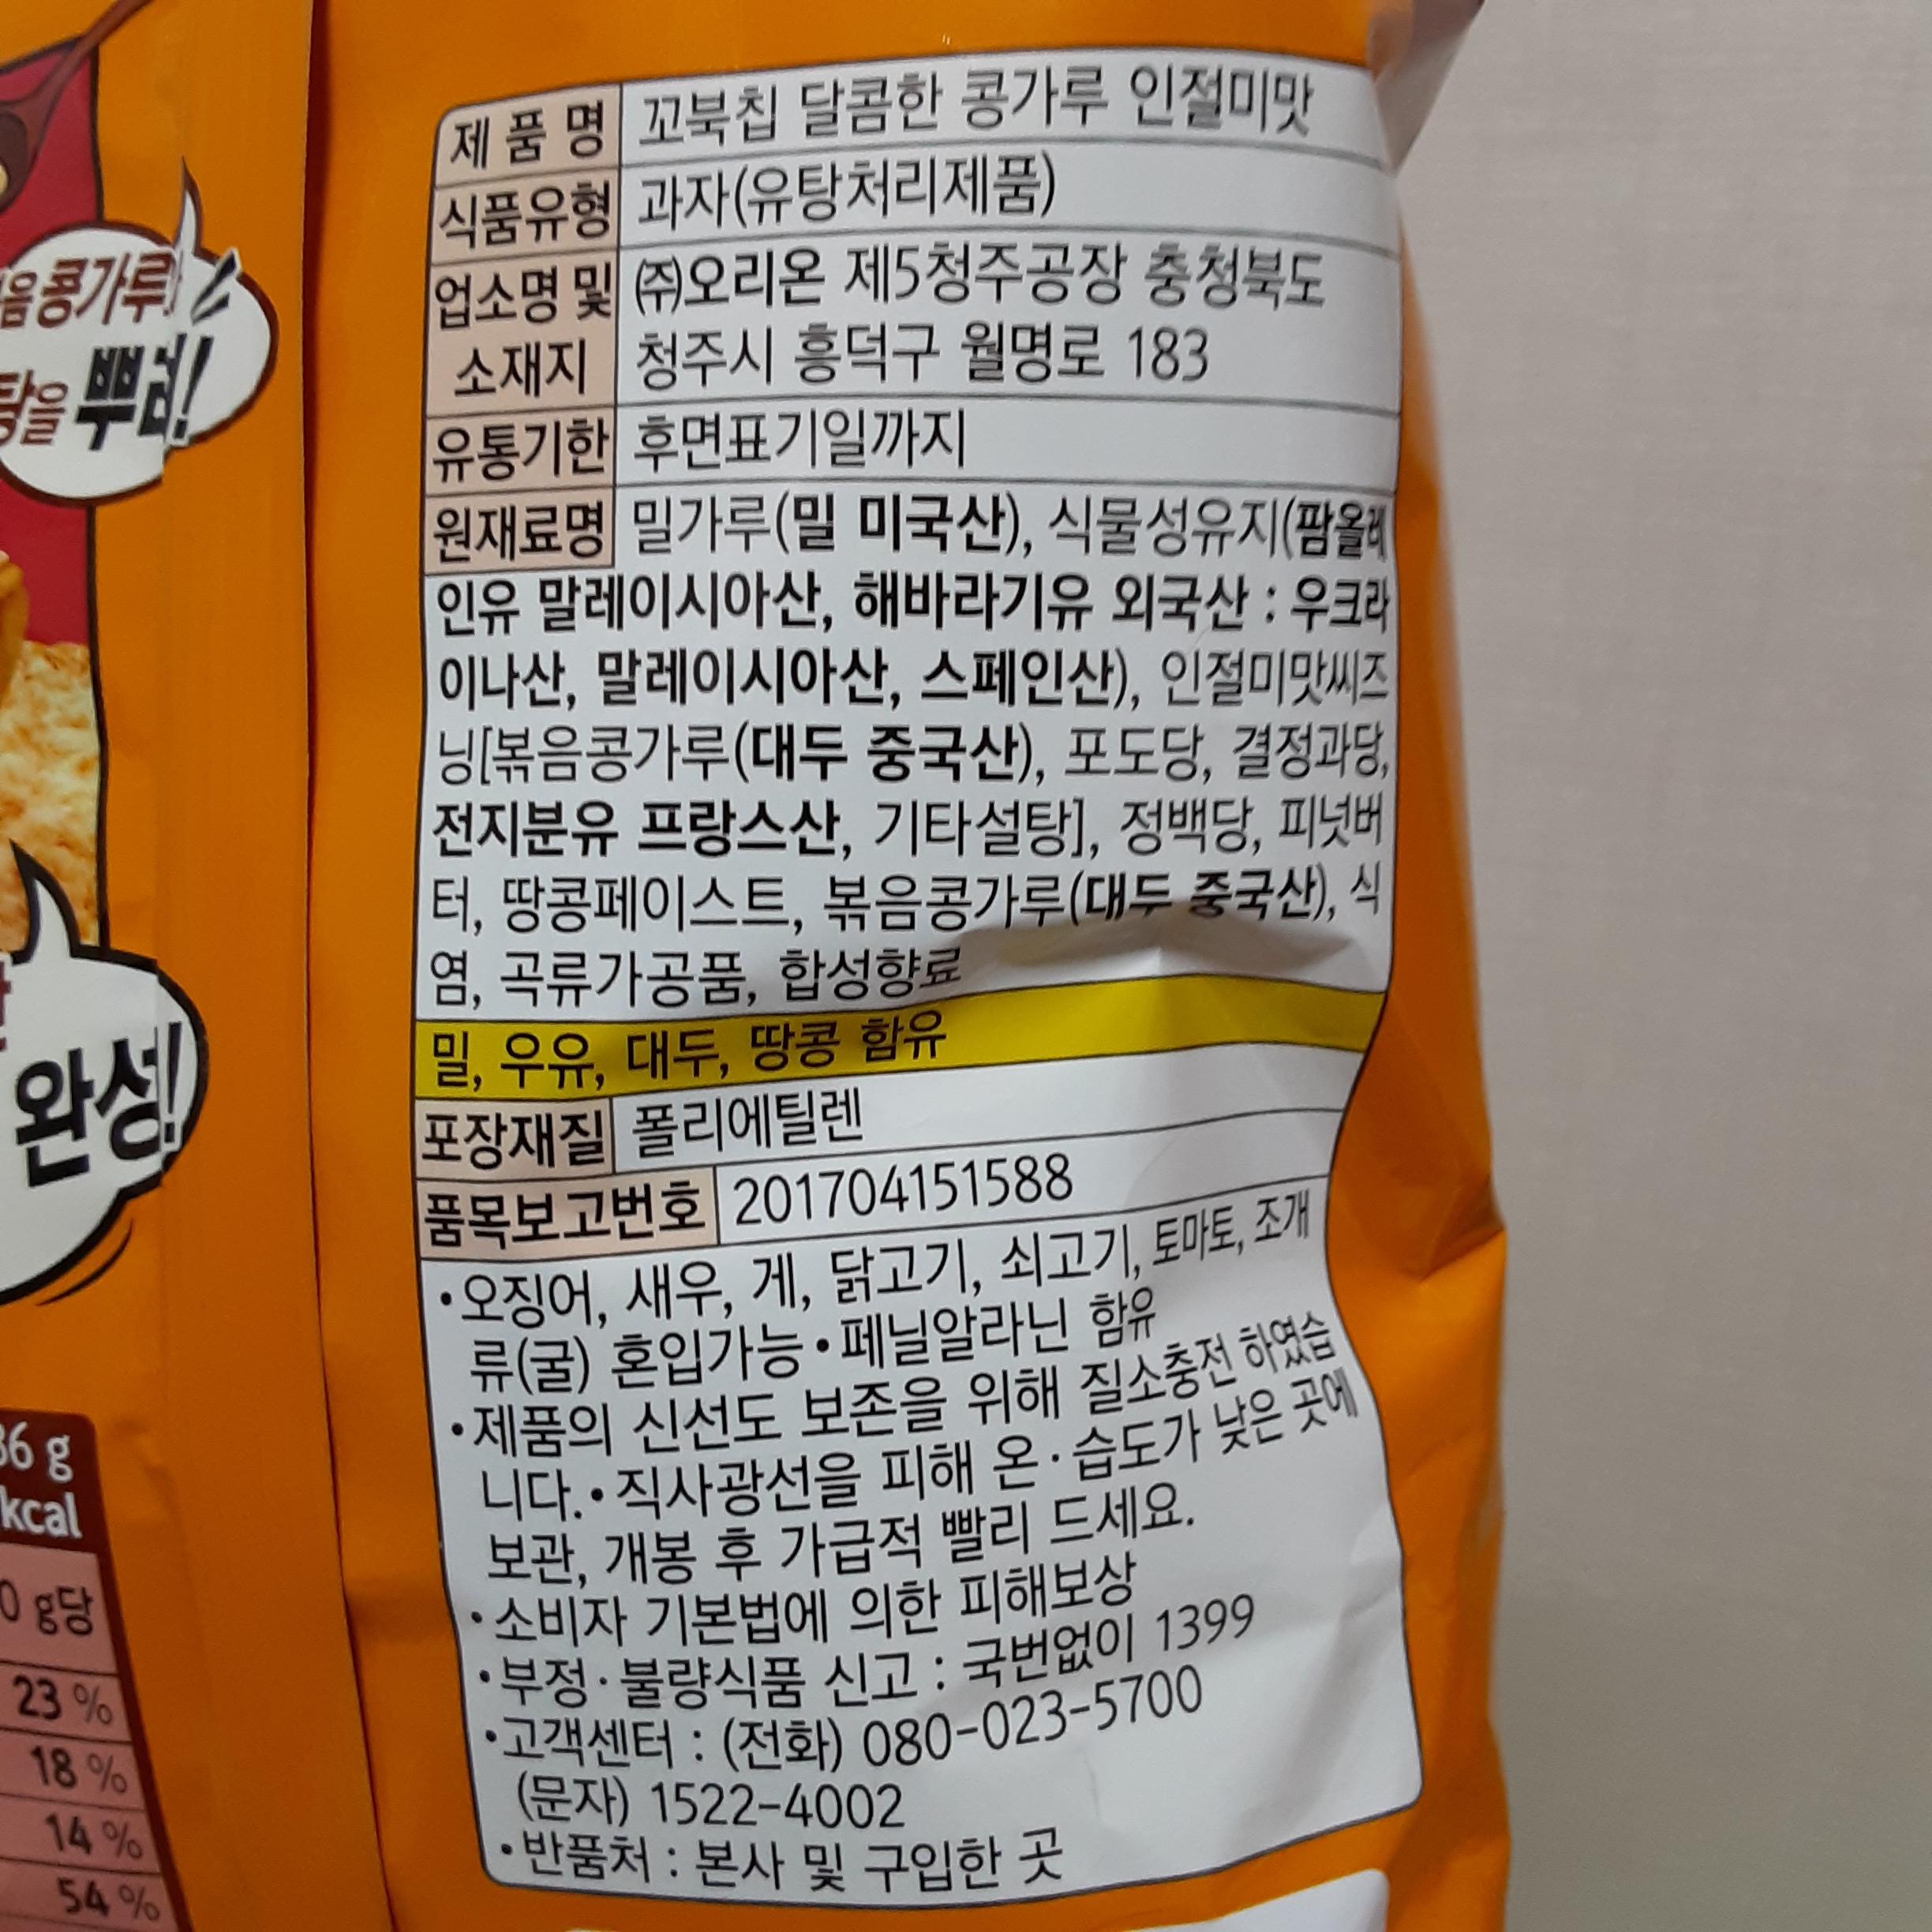 제 품 명 꼬북칩 달콤한 콩가루 인절미맛
식품유형 과자(유탕처리제품)
업소명 및 소재지 ㈜오리온 제5청주공장 충청북도
청주시 흥덕구 월명로 183
유통기한 후면표기일까지
원재료명 밀가루(밀 미국산), 식물성유지(팜올레
인유 말레이시아산, 해바라기유 외국산 : 우크라
이나산, 말레이시아산, 스페인산), 인절미맛씨즈
닝[볶음콩가루(대두 중국산), 포도당, 결정과당,
전지분유 프랑스산, 기타설탕], 정백당, 피넛버
터, 땅콩페이스트, 볶음콩가루(대두 중국산), 식
염, 곡류가공품, 합성향료
밀, 우유, 대두, 땅콩 함유
포장재질 폴리에틸렌
품목보고번호 201704151588
•오징어, 새우, 게, 닭고기, 쇠고기, 토마토, 조개
류(굴) 혼입가능•페닐알라닌 함유
•제품의 신선도 보존을 위해 질소충전 하였습
니다.•직사광선을 피해 온·습도가 낮은 곳에
보관, 개봉 후 가급적 빨리 드세요.
•소비자 기본법에 의한 피해보상
•부정·불량식품 신고 : 국번없이 1399
•고객센터 : (전화) 080-023-5700
(문자) 1522-4002
•반품처 : 본사 및 구입한 곳
콩가루
뿌림!
완성!
kcal
23 %
18 %
14 %
54 %